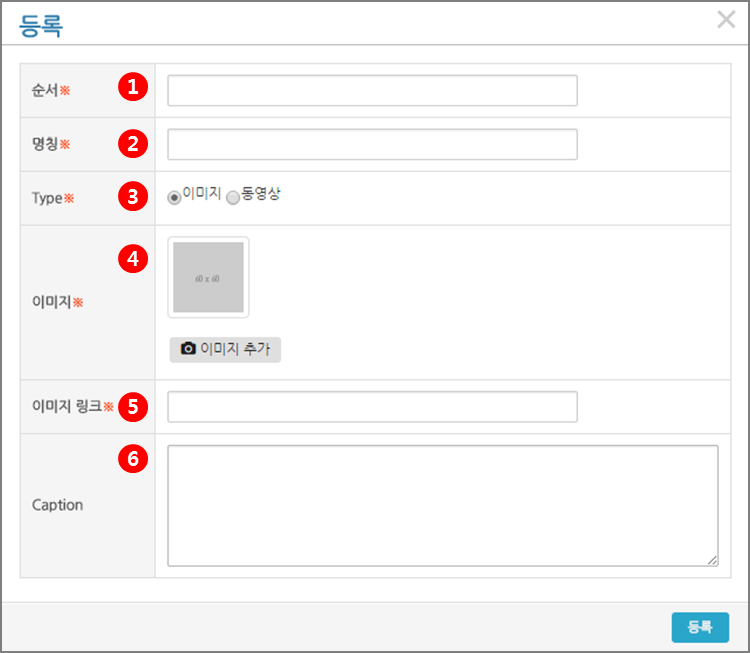 등록
순서※ 1
명칭※ 2
Type※ 3 이미지 동영상
4
60 x 60
이미지※
이미지 추가
이미지 링크※ 5
6
Caption
등록